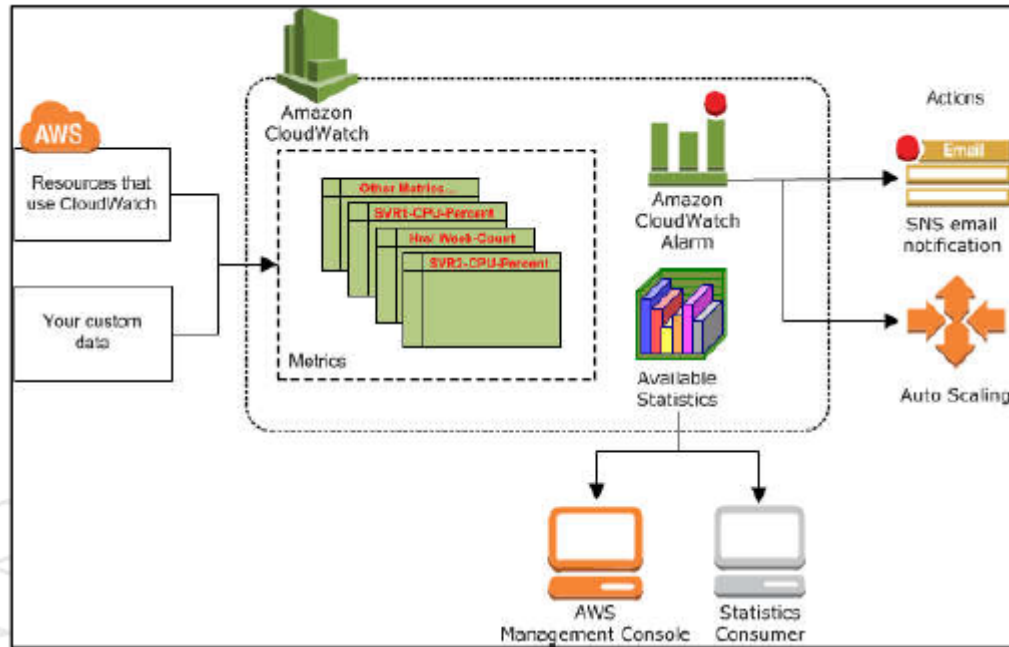 Amazon
CloudWatch
AWS
Resources that
use CloudWatch
Your custom
data
Other Metrics...
SVR1-CPU-Percent
Hrs/ Week-Count
SVR2-CPU-Percent
Metrics
Amazon
CloudWatch
Alarm
Available
Statistics
Actions
Email
SNS email
notification
Auto Scaling
AWS
Management Console
Statistics
Consumer